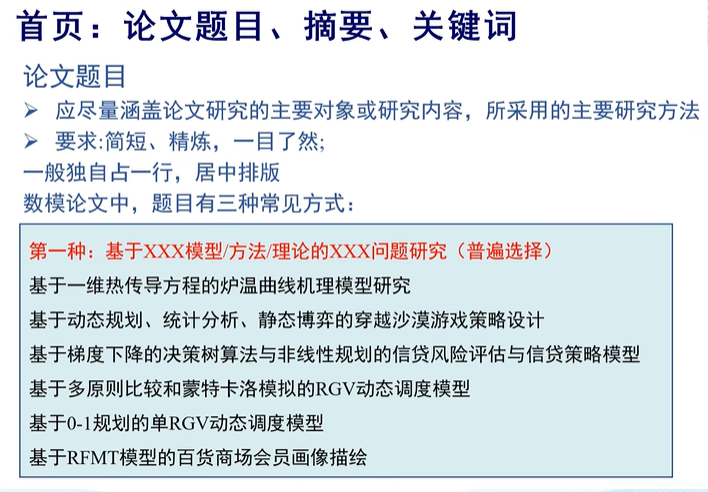 首页：论文题目、摘要、关键词
论文题目
➢ 应尽量涵盖论文研究的主要对象或研究内容，所采用的主要研究方法
➢ 要求:简短、精炼，一目了然;
一般独自占一行，居中排版
数模论文中，题目有三种常见方式：
第一种：基于XXX模型/方法/理论的XXX问题研究（普遍选择）
基于一维热传导方程的炉温曲线机理模型研究
基于动态规划、统计分析、静态博弈的穿越沙漠游戏策略设计
基于梯度下降的决策树算法与非线性规划的信贷风险评估与信贷策略模型
基于多原则比较和蒙特卡洛模拟的RGV动态调度模型
基于0-1规划的单RGV动态调度模型
基于RFMT模型的百货商场会员画像描绘